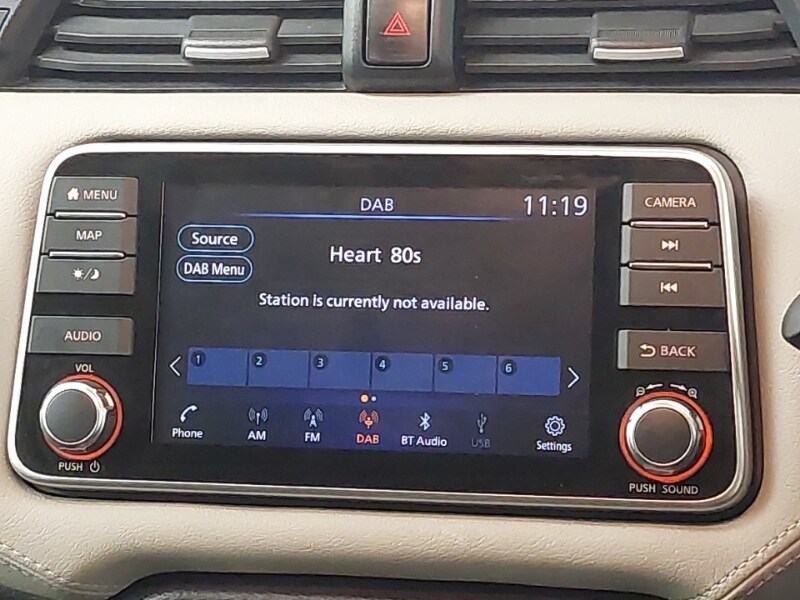 MENU
MAP
AUDIO
VOL
PUSH
DAB
11:19
Source
DAB Menu
Heart 80s
Station is currently not available.
1 2 3 4 5 6
Phone AM FM DAB BT Audio USB Settings
CAMERA
BACK
PUSH SOUND